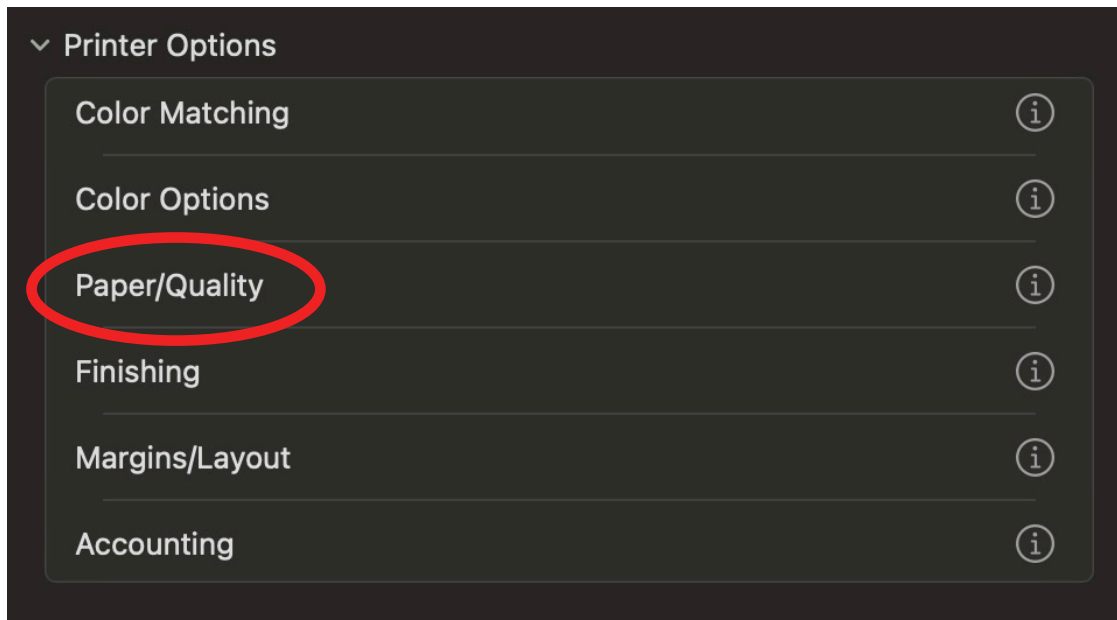 Printer Options
Color Matching
Color Options
Paper/Quality
Finishing
Margins/Layout
Accounting